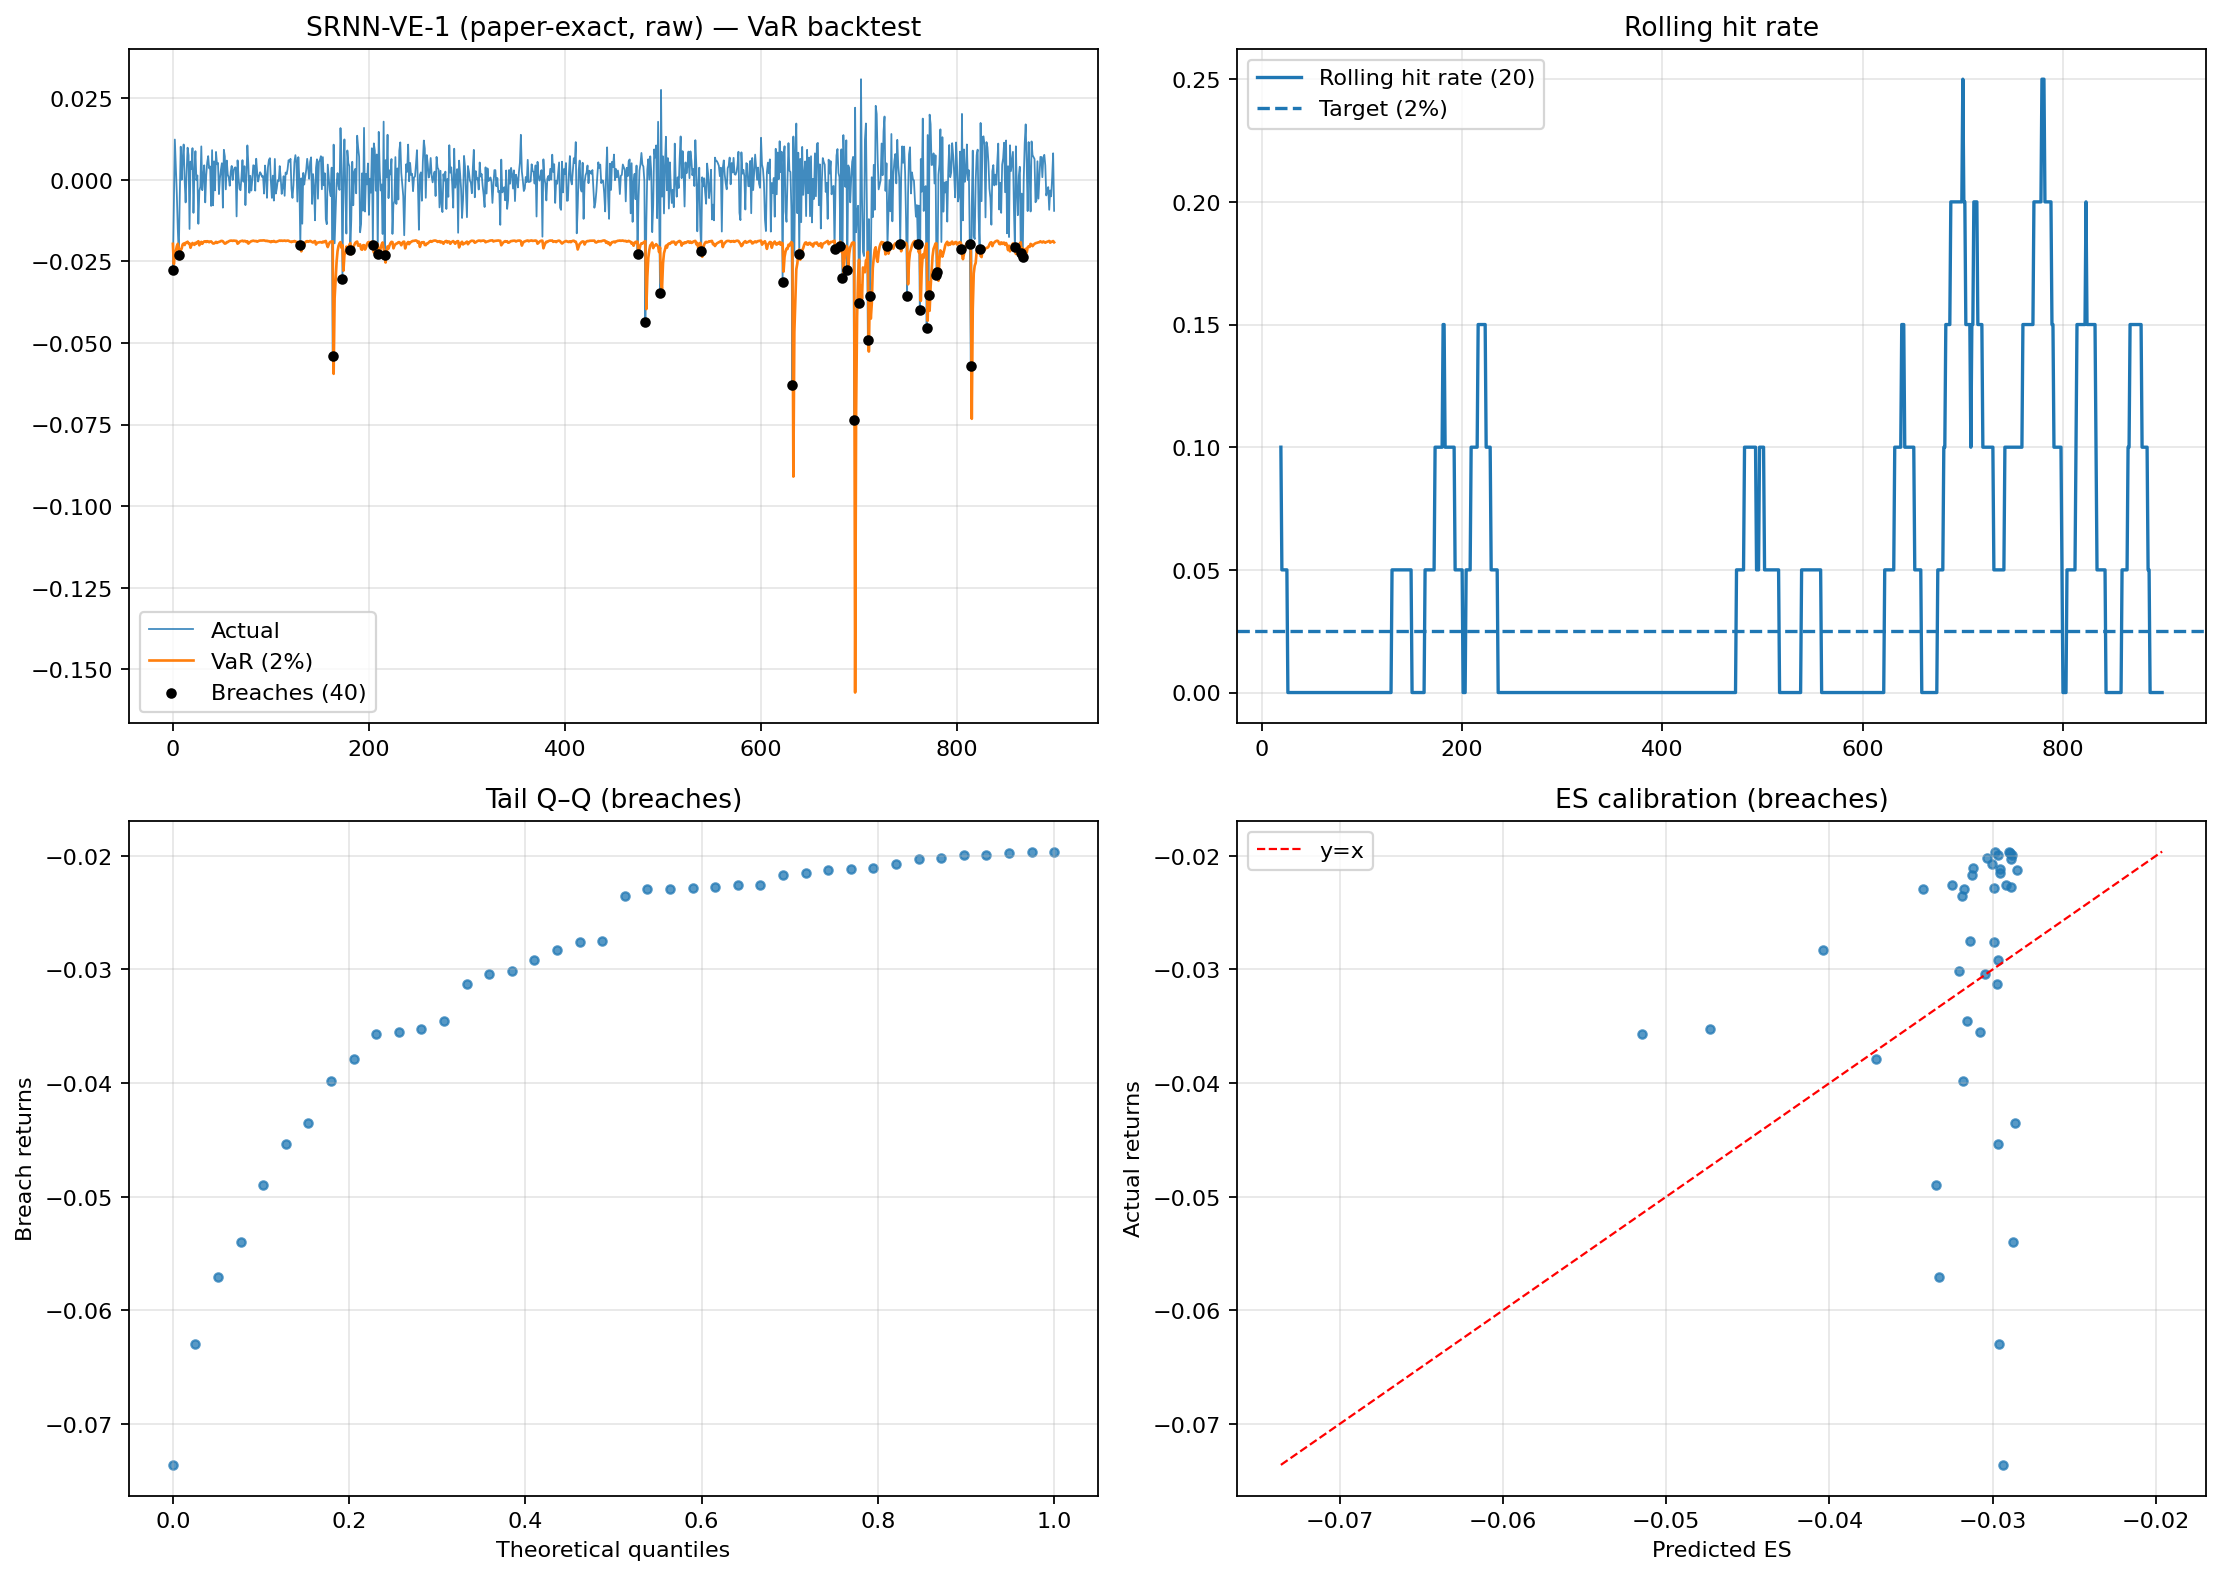 SRNN-VE-1 (paper-exact, raw) — VaR backtest
0.025
0.000
−0.025
−0.050
−0.075
−0.100
−0.125
−0.150
Actual
VaR (2%)
Breaches (40)
0 200 400 600 800
Rolling hit rate
0.25
0.20
0.15
0.10
0.05
0.00
Rolling hit rate (20)
Target (2%)
0 200 400 600 800
Tail Q–Q (breaches)
Breach returns
−0.02
−0.03
−0.04
−0.05
−0.06
−0.07
0.0 0.2 0.4 0.6 0.8 1.0
Theoretical quantiles
ES calibration (breaches)
y=x
Actual returns
−0.02
−0.03
−0.04
−0.05
−0.06
−0.07
−0.07 −0.06 −0.05 −0.04 −0.03 −0.02
Predicted ES